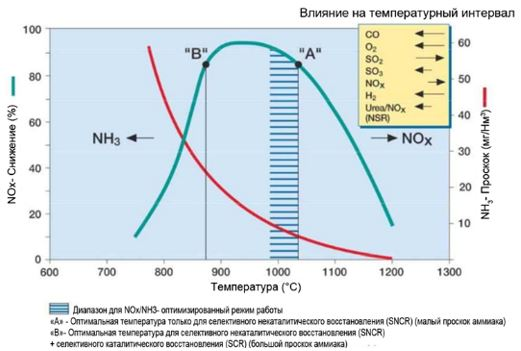 Влияние на температурный интервал
100
80
60
40
20
0
NOx- Снижение (%)
"B"
"A"
NH3
NOx
CO
O2
SO2
SO3
NOx
H2
Urea/NOx
(NSR)
60
50
40
30
20
10
0
NH3- Проскок (мг/Нм³)
600 700 800 900 1000 1100 1200 1300
Температура (°C)
Диапазон для NOx/NH3- оптимизированный режим работы
«A» - Оптимальная температура только для селективного некаталитического восстановления (SNCR) (малый проскок аммиака)
«B»- Оптимальная температура для селективного некаталитического восстановления (SNCR)
+ селективного каталитического восстановления (SCR) (большой проскок аммиака)